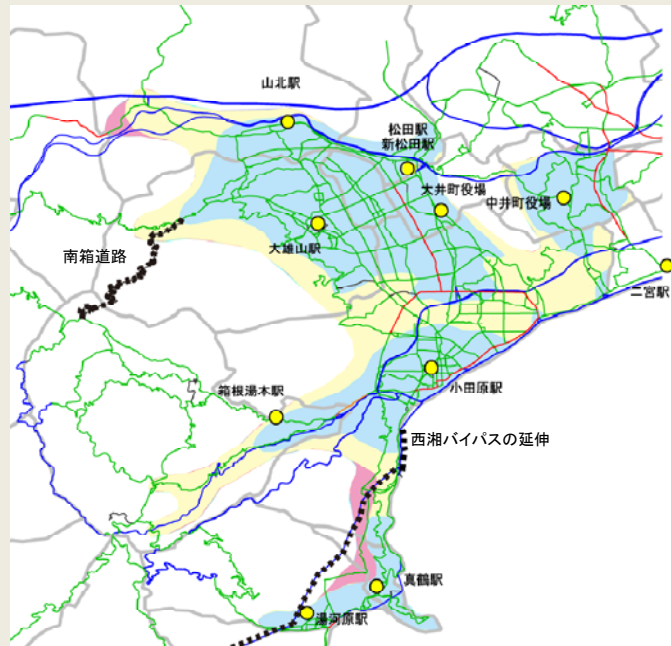 山北駅
松田駅
新松田駅
大井町役場
中井町役場
大雄山駅
南箱道路
二宮駅
箱根湯木駅
小田原駅
西湘バイパスの延伸
真鶴駅
湯河原駅